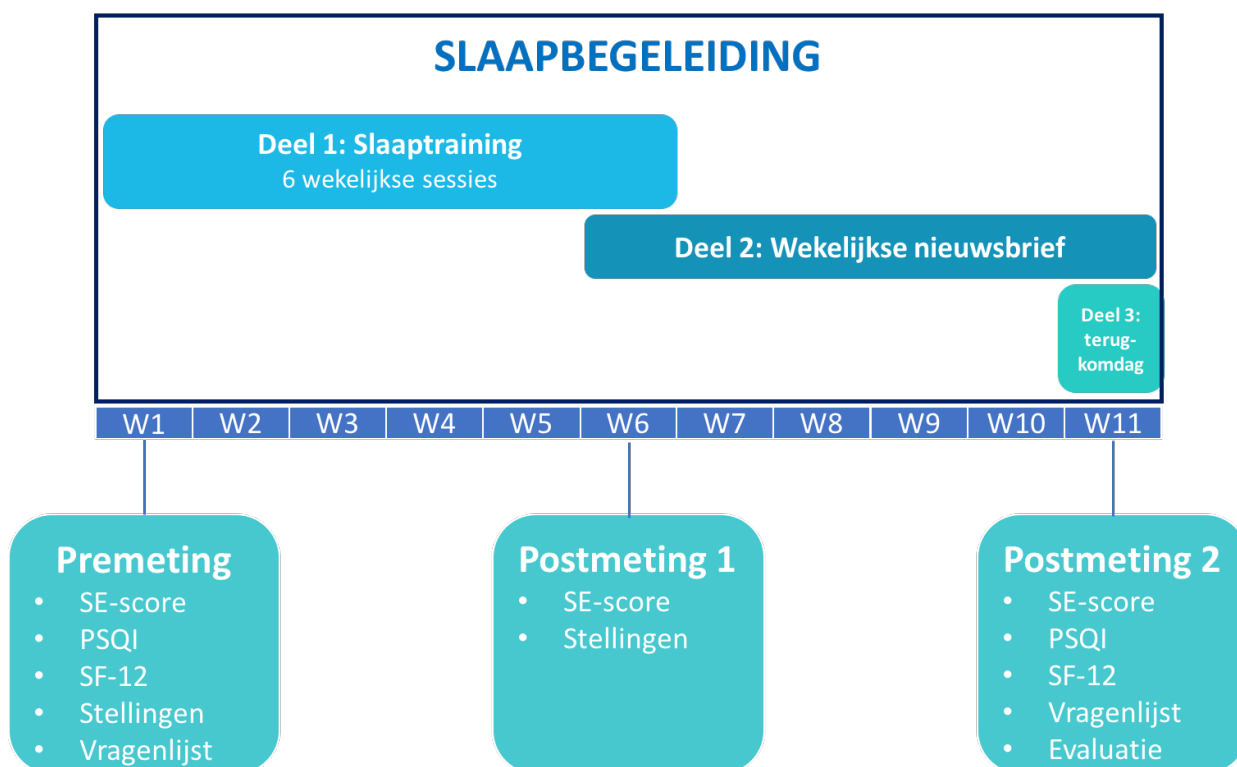 SLAAPBEGELEIDING
Deel 1: Slaaptraining
6 wekelijkse sessies
Deel 2: Wekelijkse nieuwsbrief
Deel 3:
terug-
komdag
W1 W2 W3 W4 W5 W6 W7 W8 W9 W10 W11
Premeting
• SE-score
• PSQI
• SF-12
• Stellingen
• Vragenlijst
Postmeting 1
• SE-score
• Stellingen
Postmeting 2
• SE-score
• PSQI
• SF-12
• Vragenlijst
• Evaluatie